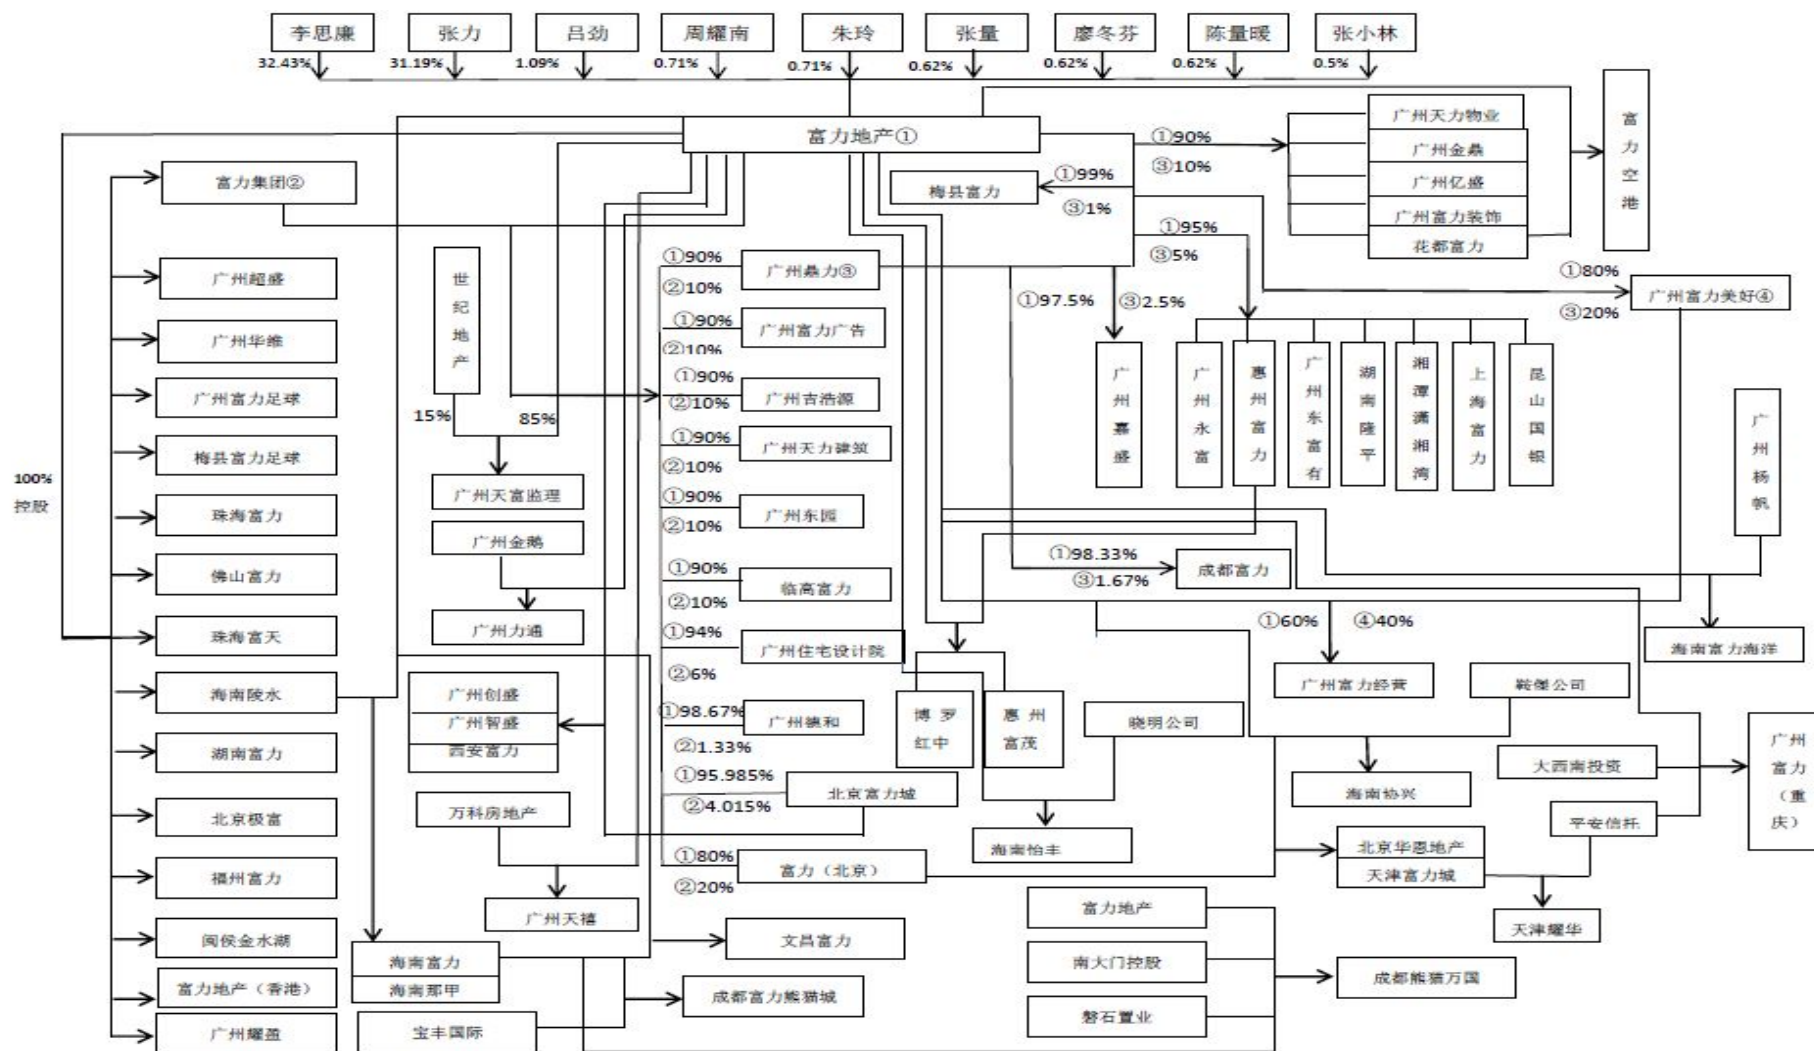 李思廉
张力
吕劲
周耀南
朱玲
张量
廖冬芬
陈量暖
张小林
32.43%
31.19%
1.09%
0.71%
0.71%
0.62%
0.62%
0.62%
0.5%
富力地产①
富力空港
广州天力物业
广州金鼎
广州亿盛
广州富力装饰
花都富力
①90%
③10%
富力集团②
梅县富力
①99%
③1%
①95%
③5%
①80%
③20%
广州富力美好④
广州超盛
广州华维
广州富力足球
梅县富力足球
珠海富力
佛山富力
珠海富天
海南陵水
湖南富力
北京极富
福州富力
闽侯金水湖
富力地产（香港）
广州耀盈
100%
控股
世纪地产
15%
85%
广州天富监理
广州金鹅
广州力通
广州创盛
广州智盛
西安富力
万科房地产
广州天禧
海南富力
海南那甲
宝丰国际
①90%
②10%
广州鼎力③
①90%
②10%
广州富力广告
①90%
②10%
广州吉浩源
①90%
②10%
广州天力建筑
①90%
②10%
广州东园
①90%
②10%
临高富力
①94%
②6%
广州住宅设计院
①98.67%
②1.33%
广州德和
①95.985%
②4.015%
北京富力城
①80%
②20%
富力（北京）
文昌富力
成都富力熊猫城
①97.5%
③2.5%
广州嘉盛
广州永富
惠州富力
广州东富有
湖南隆平
湘潭潇湘湾
上海富力
昆山国银
广州杨帆
①98.33%
③1.67%
成都富力
①60%
④40%
广州富力经营
海南富力海洋
博罗
红中
惠州
富茂
晓明公司
海南怡丰
鞍傑公司
海南协兴
大西南投资
平安信托
广州
富力
（重
庆）
北京华恩地产
天津富力城
天津耀华
富力地产
南大门控股
磐石置业
成都熊猫万国